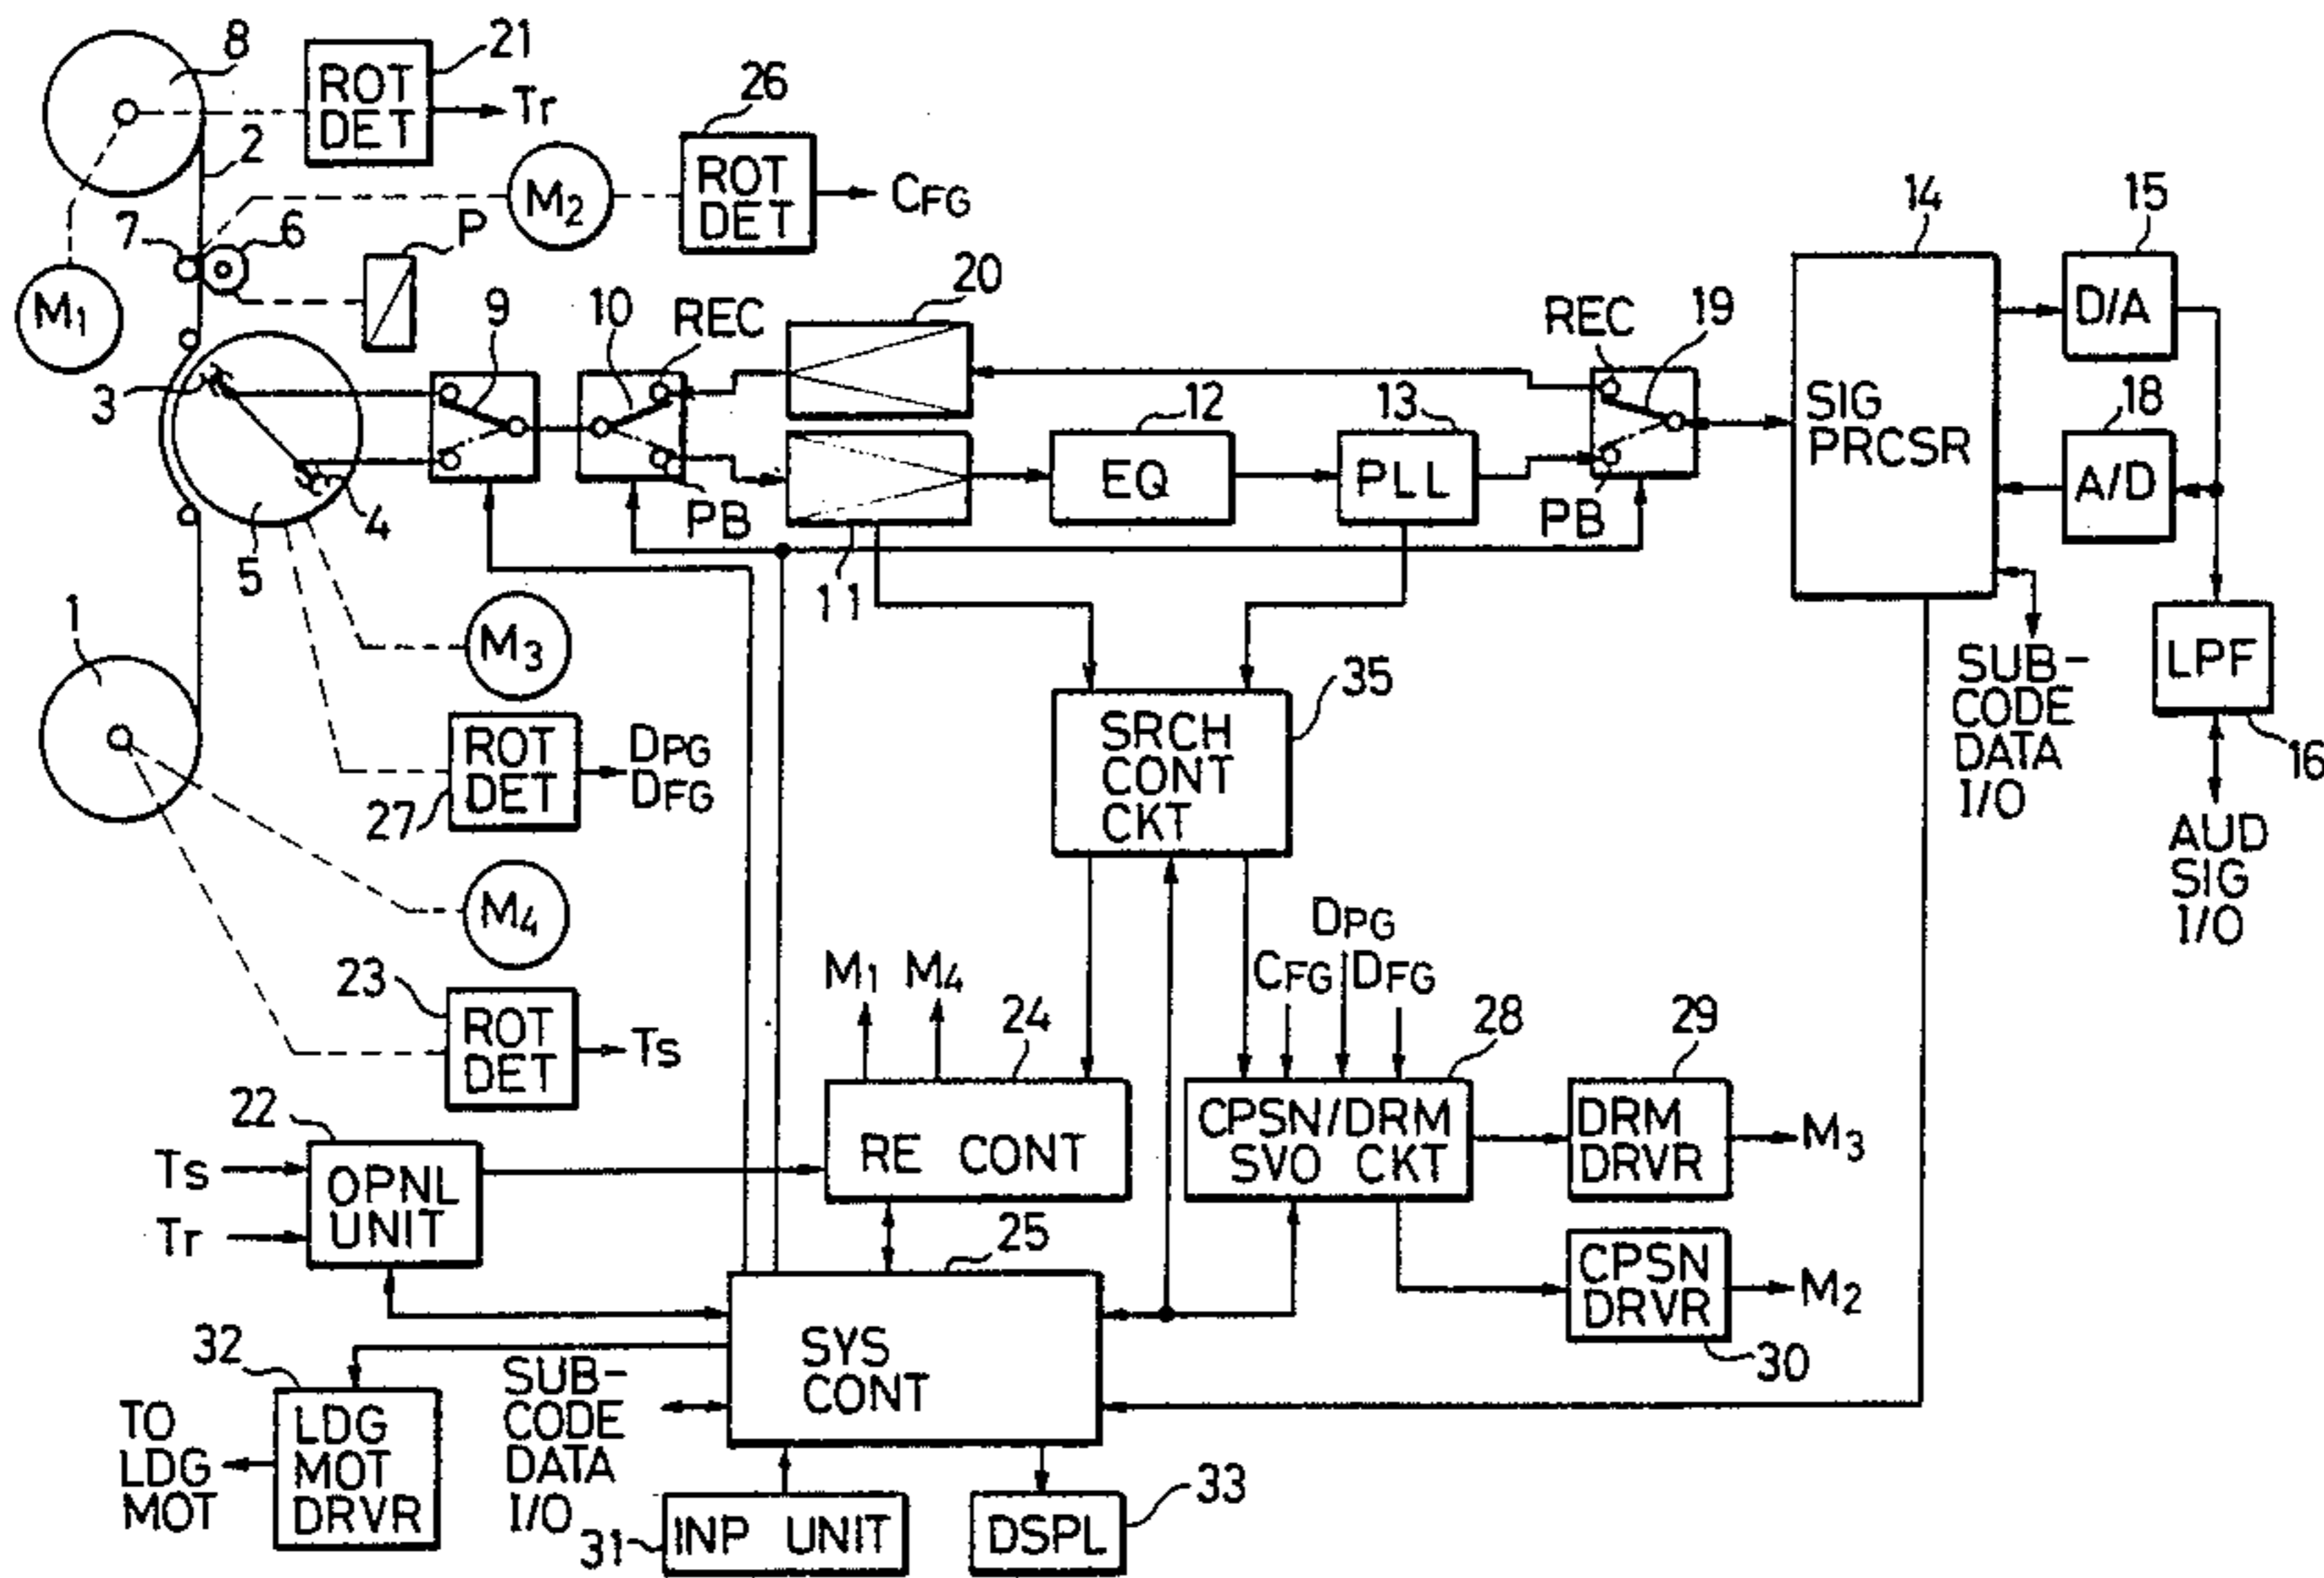 8
21
ROT
DET
Tr
2
26
ROT
DET
CFG
M2
7
6
P
M1
9
10
REC
20
REC
19
14
15
D/A
3
12
13
SIG
PRCSR
18
A/D
EQ
PLL
PB
PB
4
5
11
1
M3
35
SRCH
CONT
CKT
SUB-
CODE
DATA
I/O
LPF
16
AUD
SIG
I/O
ROT
DET
27
DPG
DFG
M4
DPG
CFG
DFG
M1
M4
23
ROT
DET
Ts
24
RE CONT
28
CPSN/DRM
SVO CKT
29
DRM
DRVR
M3
22
Ts
Tr
OPNL
UNIT
25
SYS
CONT
CPSN
DRVR
M2
30
32
LDG
MOT
DRVR
TO
LDG
MOT
SUB-
CODE
DATA
I/O
31
INP UNIT
DSPL
33